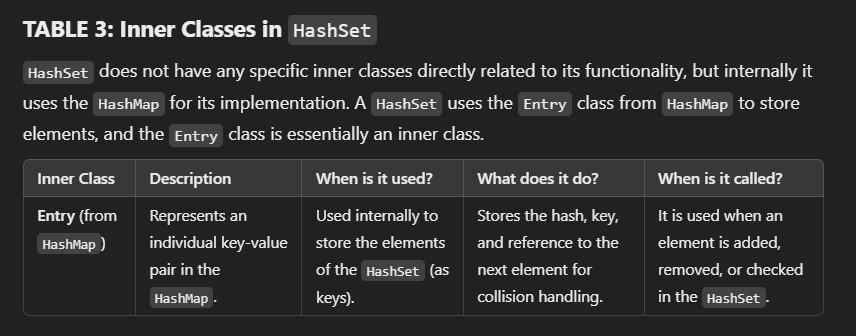 TABLE 3: Inner Classes in HashSet
HashSet does not have any specific inner classes directly related to its functionality, but internally it
uses the HashMap for its implementation. A HashSet uses the Entry class from HashMap to store
elements, and the Entry class is essentially an inner class.
Inner Class | Description | When is it used? | What does it do? | When is it called?
Entry (from | Represents an | Used internally to | Stores the hash, key, | It is used when an
HashMap) | individual key-value | store the elements | and reference to the | element is added,
pair in the | of the HashSet (as | next element for | removed, or checked
HashMap. | keys). | collision handling. | in the HashSet.